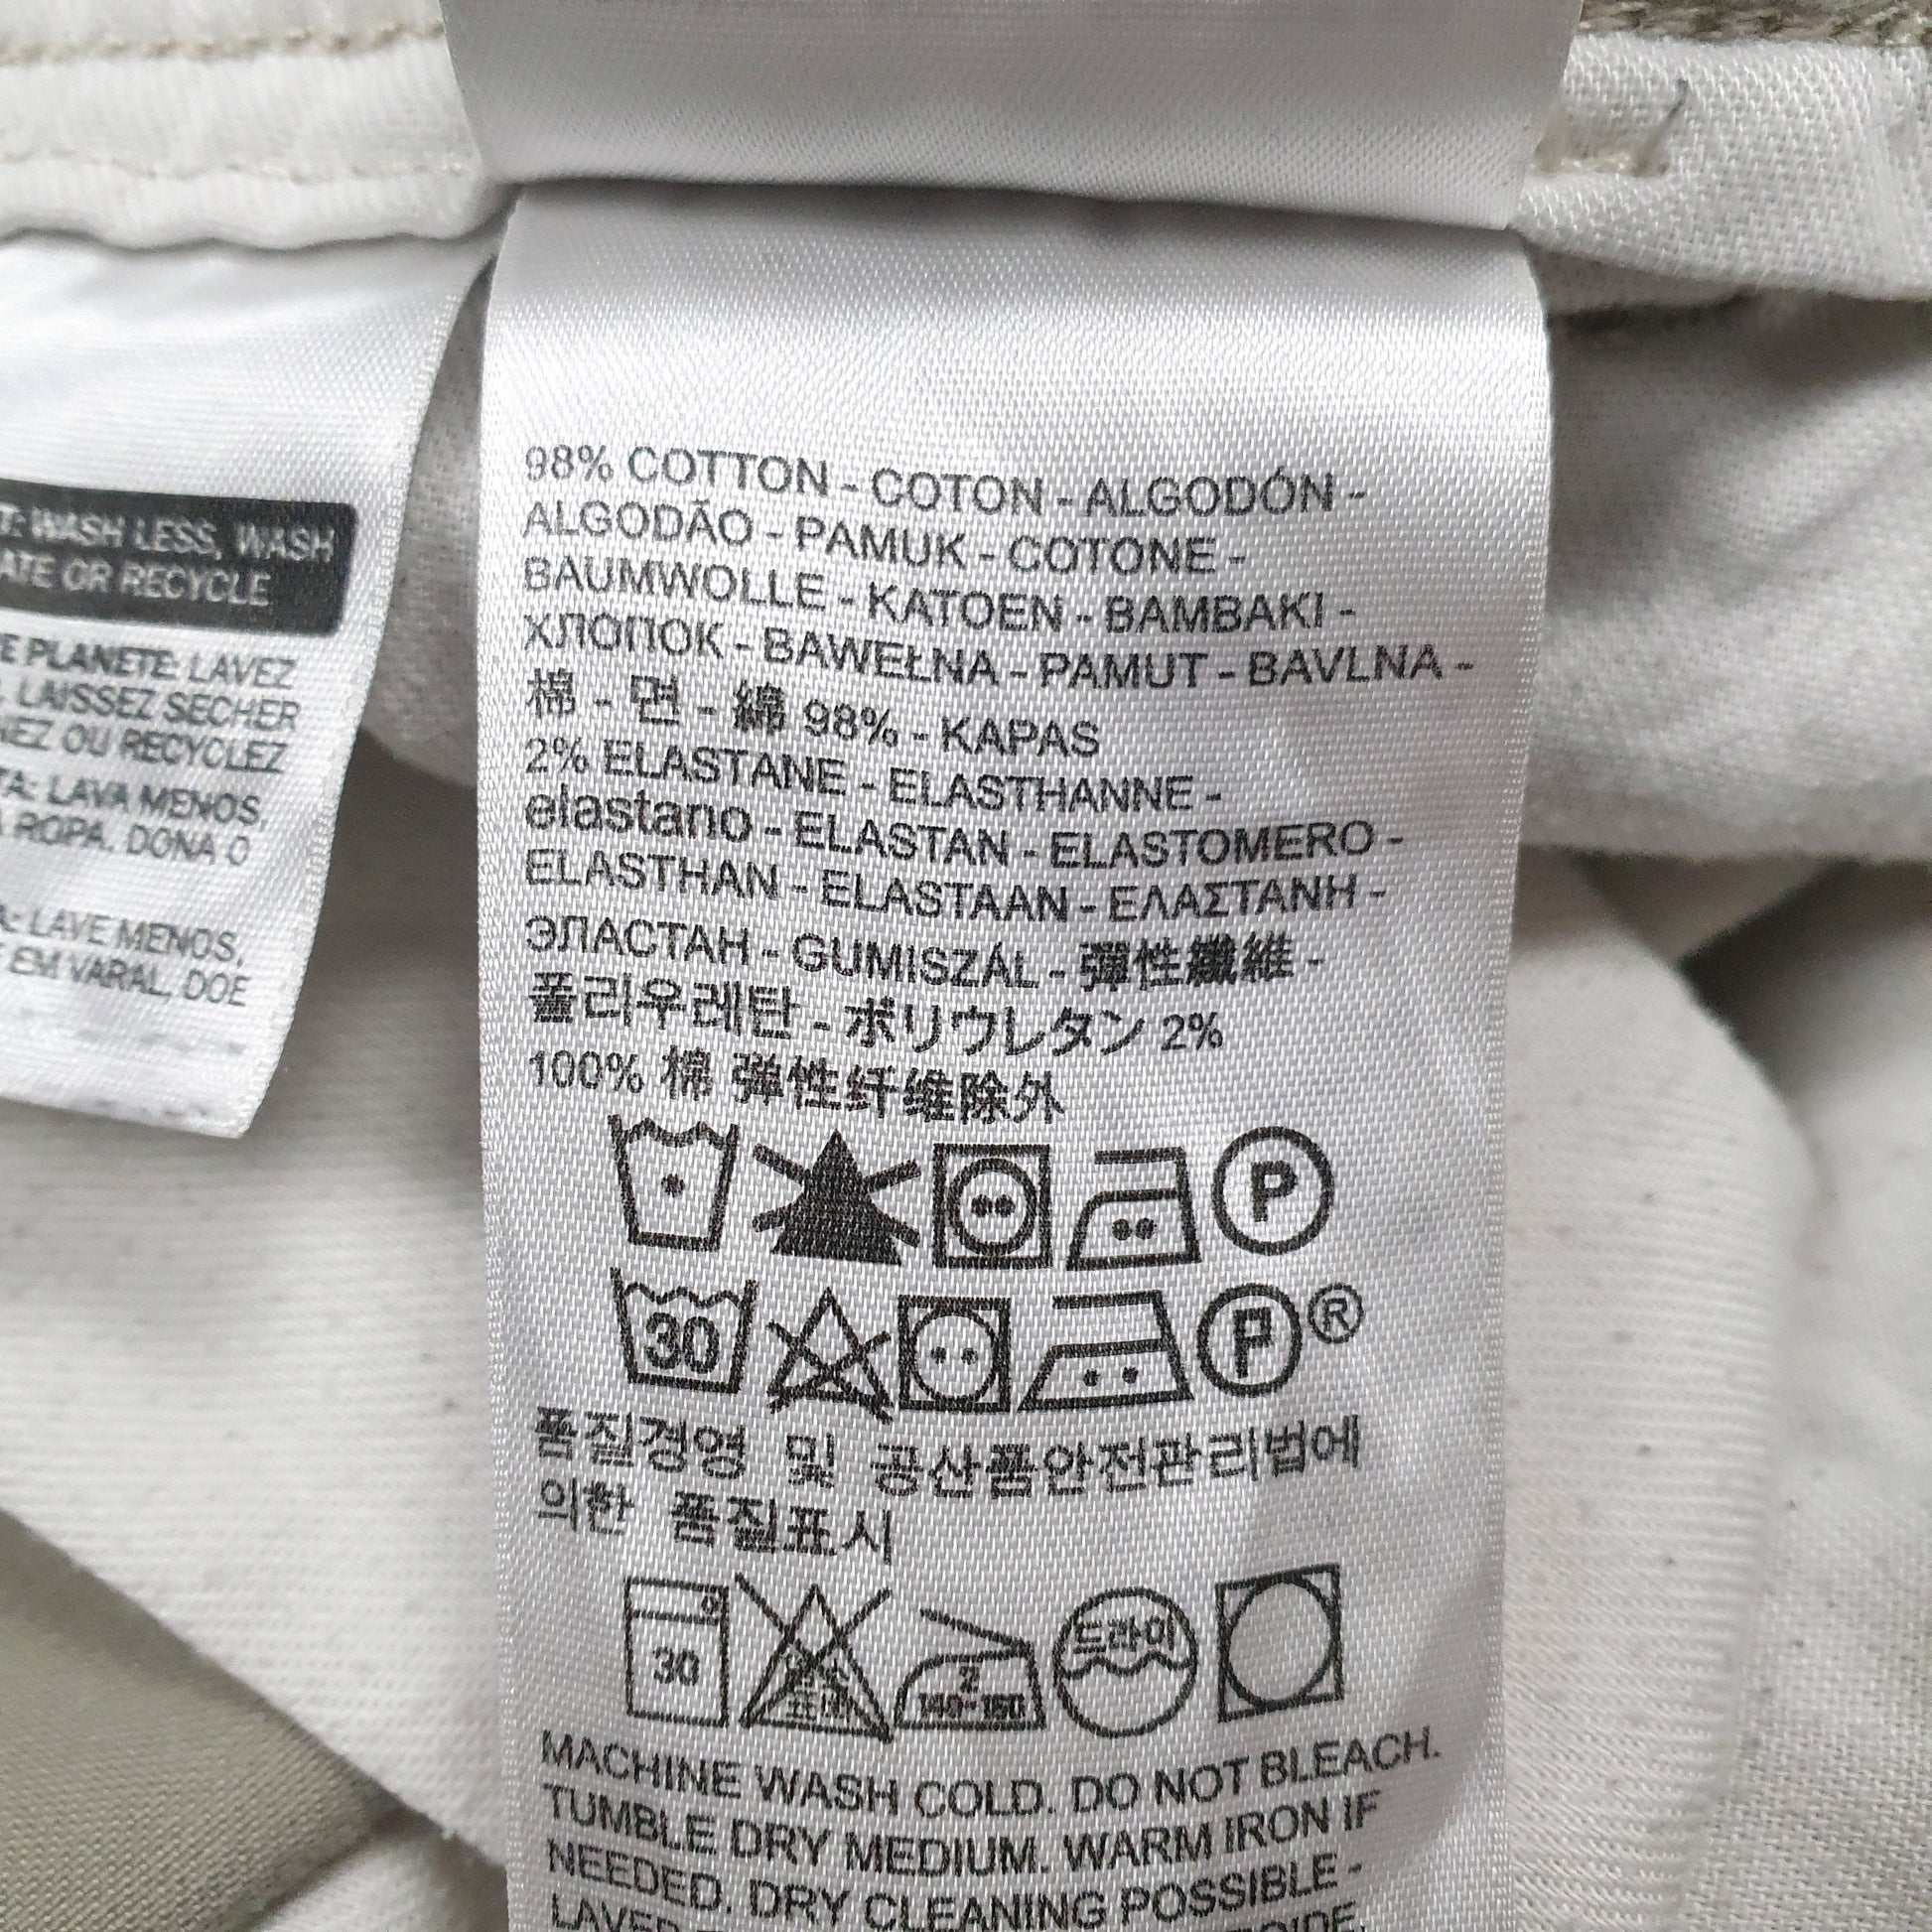 T: WASH LESS, WASH
ATE OR RECYCLE
E PLANETE: LAVEZ
LAISSEZ SECHER
NEZ OU RECYCLEZ
TA: LAVA MENOS,
A ROPA, DONA O
A: LAVE MENOS,
EM VARAL, DOE
98% COTTON - COTON - ALGODÓN -
ALGODÃO - PAMUK - COTONE -
BAUMWOLLE - KATOEN - BAMBAKI -
ХЛОПОК - BAWEŁNA - PAMUT - BAVLNA -
棉 - 면 - 綿 98% - KAPAS
2% ELASTANE - ELASTHANNE -
elastano - ELASTAN - ELASTOMERO -
ELASTHAN - ELASTAAN - ΕΛΑΣΤΑΝΗ -
ЭЛАСТАН - GUMISZÁL - 彈性纖維 -
폴리우레탄 - ポリウレタン 2%
100% 棉 弹性纤维除外
P
30 P ®
품질경영 및 공산품안전관리법에
의한 품질표시
30 2 140-160 드라이
MACHINE WASH COLD. DO NOT BLEACH.
TUMBLE DRY MEDIUM. WARM IRON IF
NEEDED. DRY CLEANING POSSIBLE -